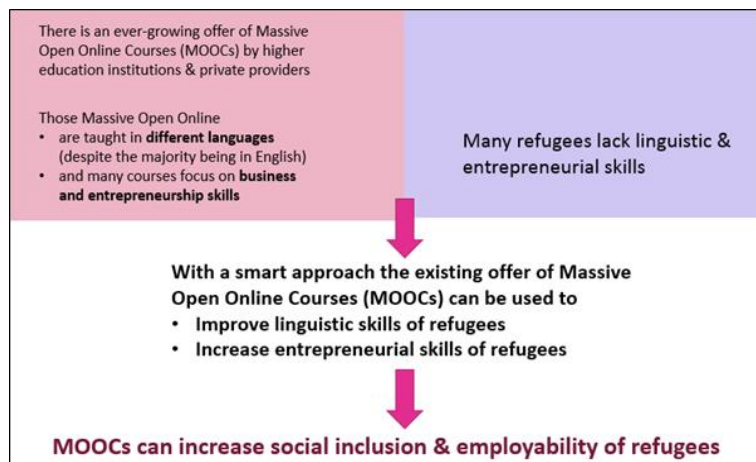 There is an ever-growing offer of Massive
Open Online Courses (MOOCs) by higher
education institutions & private providers
Those Massive Open Online
• are taught in different languages
(despite the majority being in English)
• and many courses focus on business
and entrepreneurship skills
Many refugees lack linguistic &
entrepreneurial skills
With a smart approach the existing offer of Massive
Open Online Courses (MOOCs) can be used to
• Improve linguistic skills of refugees
• Increase entrepreneurial skills of refugees
MOOCs can increase social inclusion & employability of refugees